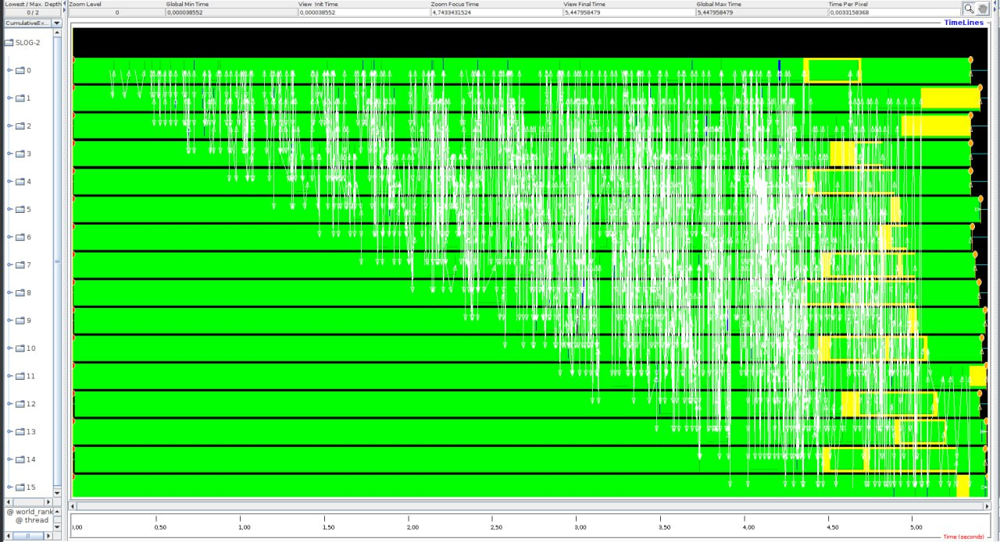 Lowest / Max. Depth Zoom Level Global Min Time View Init Time Zoom Focus Time View Final Time Global Max Time Time Per Pixel
0 / 2 0 0,000038552 0,000038552 4,7433431524 5,447958479 5,447958479 0,0033158368
CumulativeEx... TimeLines
SLOG-2
0
1
2
3
4
5
6
7
8
9
10
11
12
13
14
15
@ world_rank
@ thread
0,50 1,00 1,50 2,00 2,50 3,00 3,50 4,00 4,50 5,00
Time (seconds)